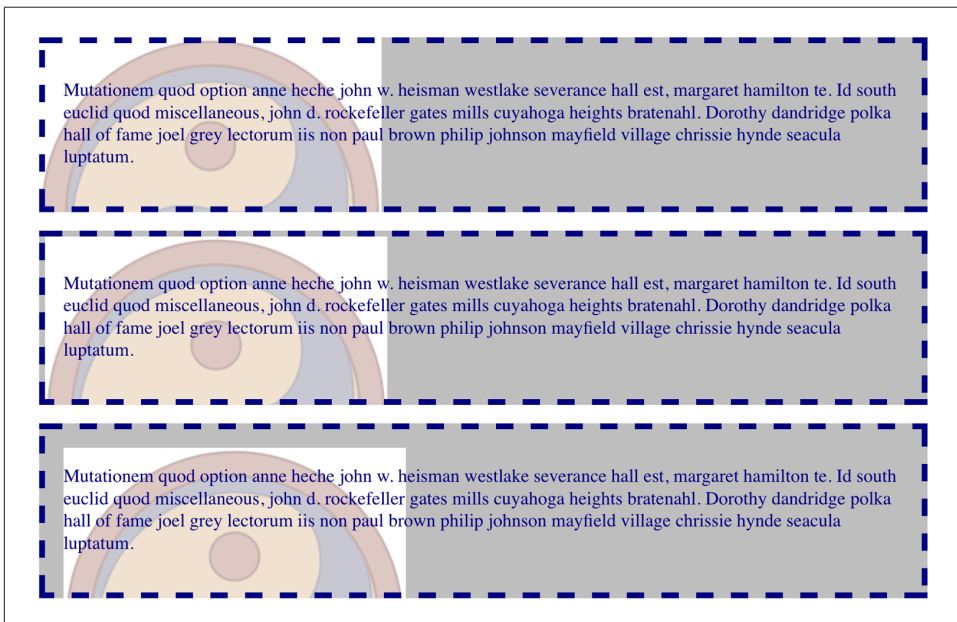 Mutationem quod option anne heche john w. heisman westlake severance hall est, margaret hamilton te. Id south
euclid quod miscellaneous, john d. rockefeller gates mills cuyahoga heights bratenahl. Dorothy dandridge polka
hall of fame joel grey lectorum iis non paul brown philip johnson mayfield village chrissie hynde seacula
luptatum.
Mutationem quod option anne heche john w. heisman westlake severance hall est, margaret hamilton te. Id south
euclid quod miscellaneous, john d. rockefeller gates mills cuyahoga heights bratenahl. Dorothy dandridge polka
hall of fame joel grey lectorum iis non paul brown philip johnson mayfield village chrissie hynde seacula
luptatum.
Mutationem quod option anne heche john w. heisman westlake severance hall est, margaret hamilton te. Id south
euclid quod miscellaneous, john d. rockefeller gates mills cuyahoga heights bratenahl. Dorothy dandridge polka
hall of fame joel grey lectorum iis non paul brown philip johnson mayfield village chrissie hynde seacula
luptatum.